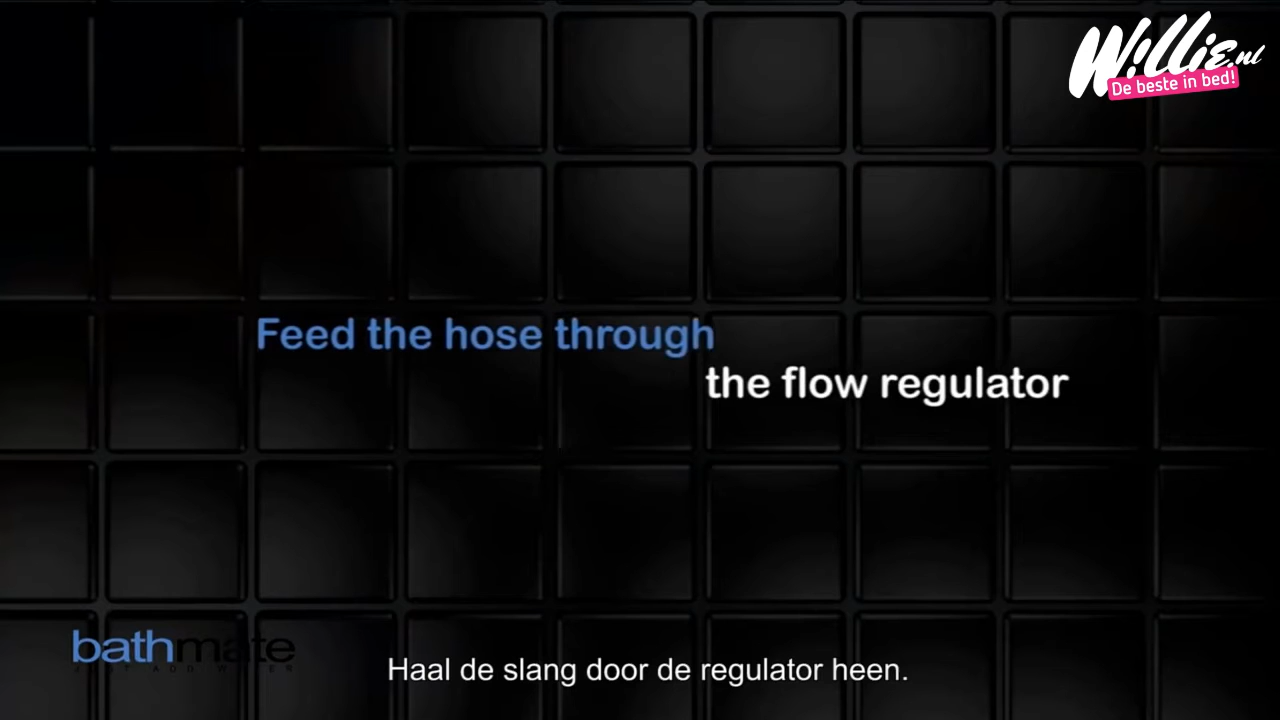 Willie.nl
De beste in bed!
Feed the hose through
the flow regulator
bathmate
Haal de slang door de regulator heen.